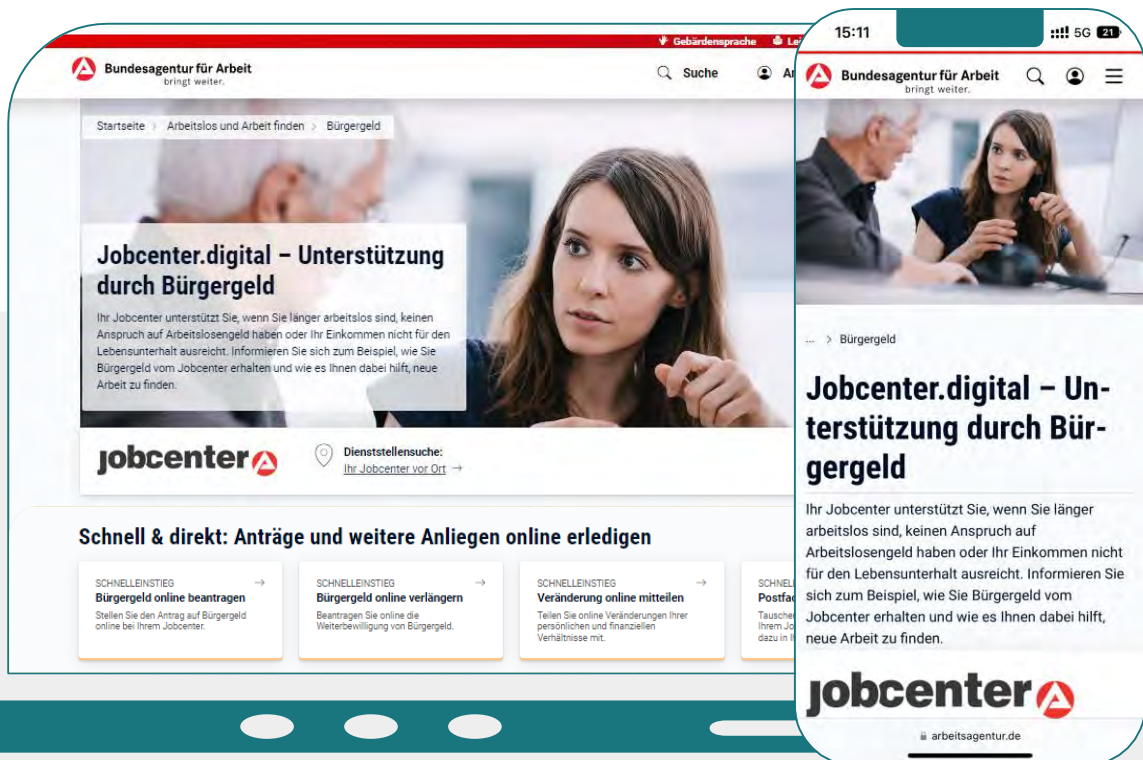 Gebärdensprache
Bundesagentur für Arbeit
bringt weiter.
Suche
Startseite > Arbeitslos und Arbeit finden > Bürgergeld
Jobcenter.digital – Unterstützung
durch Bürgergeld
Ihr Jobcenter unterstützt Sie, wenn Sie länger arbeitslos sind, keinen
Anspruch auf Arbeitslosengeld haben oder Ihr Einkommen nicht für den
Lebensunterhalt ausreicht. Informieren Sie sich zum Beispiel, wie Sie
Bürgergeld vom Jobcenter erhalten und wie es Ihnen dabei hilft, neue
Arbeit zu finden.
jobcenter
Dienststellensuche:
Ihr Jobcenter vor Ort →
Schnell & direkt: Anträge und weitere Anliegen online erledigen
SCHNELLEINSTIEG →
Bürgergeld online beantragen
Stellen Sie den Antrag auf Bürgergeld
online bei Ihrem Jobcenter.
SCHNELLEINSTIEG →
Bürgergeld online verlängern
Beantragen Sie online die
Weiterbewilligung von Bürgergeld.
SCHNELLEINSTIEG →
Veränderung online mitteilen
Teilen Sie online Veränderungen Ihrer
persönlichen und finanziellen
Verhältnisse mit.
15:11 5G 21
Bundesagentur für Arbeit
bringt weiter.
... > Bürgergeld
Jobcenter.digital – Un-
terstützung durch Bür-
gergeld
Ihr Jobcenter unterstützt Sie, wenn Sie länger
arbeitslos sind, keinen Anspruch auf
Arbeitslosengeld haben oder Ihr Einkommen nicht
für den Lebensunterhalt ausreicht. Informieren Sie
sich zum Beispiel, wie Sie Bürgergeld vom
Jobcenter erhalten und wie es Ihnen dabei hilft,
neue Arbeit zu finden.
jobcenter
arbeitsagentur.de